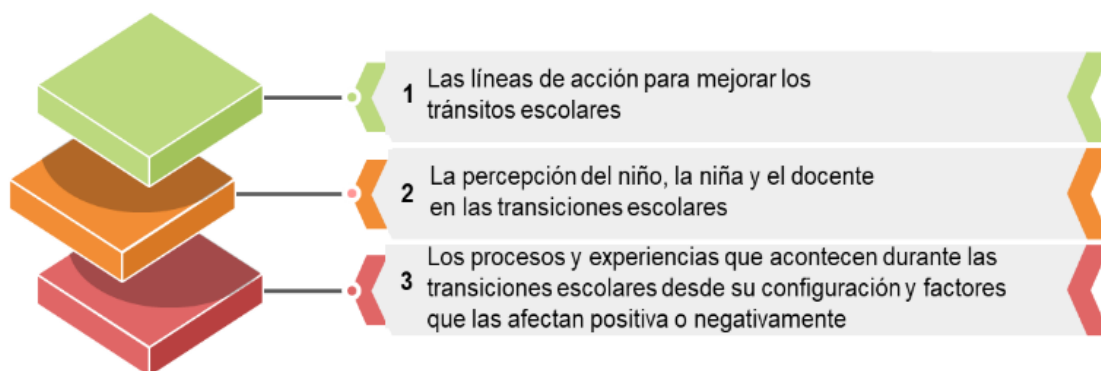 1 Las líneas de acción para mejorar los
tránsitos escolares
2 La percepción del niño, la niña y el docente
en las transiciones escolares
3 Los procesos y experiencias que acontecen durante las
transiciones escolares desde su configuración y factores
que las afectan positiva o negativamente